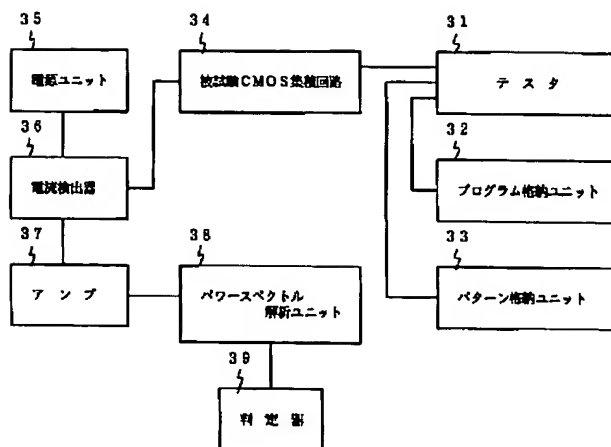 35
電源ユニット
34
被試験CMOS集積回路
31
テスタ
36
電流検出器
32
プログラム格納ユニット
37
アンプ
38
パワースペクトル
解析ユニット
33
パターン格納ユニット
39
判定器